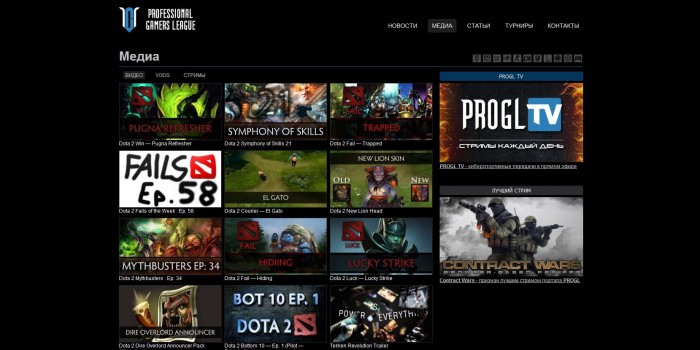 PROFESSIONAL
GAMERS LEAGUE
НОВОСТИ МЕДИА СТАТЬИ ТУРНИРЫ КОНТАКТЫ
Медиа
ВИДЕО VODS СТРИМЫ
PUGNA REFRESHER
Dota 2 Win — Pugna Refresher
21
SYMPHONY OF SKILLS
Dota 2 Symphony of Skills 21
TRAPPED
Dota 2 Fail — Trapped
FAILS
Ep.58
Dota 2 Fails of the Week : Ep. 58
EL GATO
Dota 2 Courier — El Gato
NEW LION SKIN
OLD NEW
Dota 2 New Lion Head
MYTHBUSTERS EP: 34
Dota 2 Mythbusters : Ep. 34
FAIL
HIDING
Dota 2 Fail — Hiding
LUCK
LUCKY STRIKE
Dota 2 Luck — Lucky Strike
DIRE OVERLORD ANNOUNCER
Dota 2 Dire Overlord Announcer Pack
BOT 10 EP. 1
DOTA 2
Dota 2 Bottom 10 — Ep. 1 (Pilot —
POWER IS EVERYTHING
Tekken Revolution Trailer
PROGL TV
PROGL TV
СТРИМЫ КАЖДЫЙ ДЕНЬ
PROGL TV - киберспортивные передачи в прямом эфире
ЛУЧШИЙ СТРИМ
CONTRACT WARS
Contract Wars - признан лучшим стримом портала PROGL